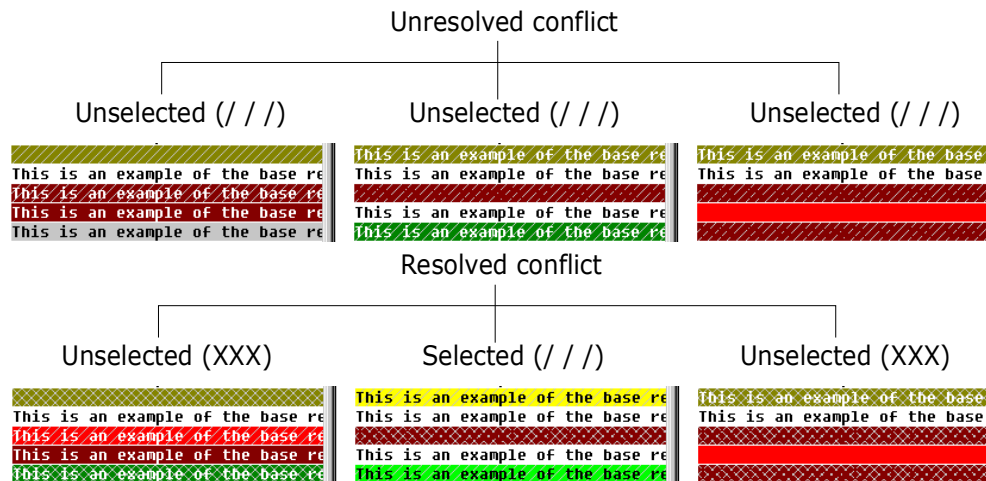 Unresolved conflict
Unselected (/ / /)
Unselected (/ / /)
Unselected (/ / /)
This is an example of the base re
This is an example of the base re
This is an example of the base re
This is an example of the base re
This is an example of the base re
This is an example of the base re
This is an example of the base re
This is an example of the base re
This is an example of the base
This is an example of the base
Resolved conflict
Unselected (XXX)
Selected (/ / /)
Unselected (XXX)
This is an example of the base re
This is an example of the base re
This is an example of the base re
This is an example of the base re
This is an example of the base re
This is an example of the base re
This is an example of the base re
This is an example of the base re
This is an example of the base
This is an example of the base